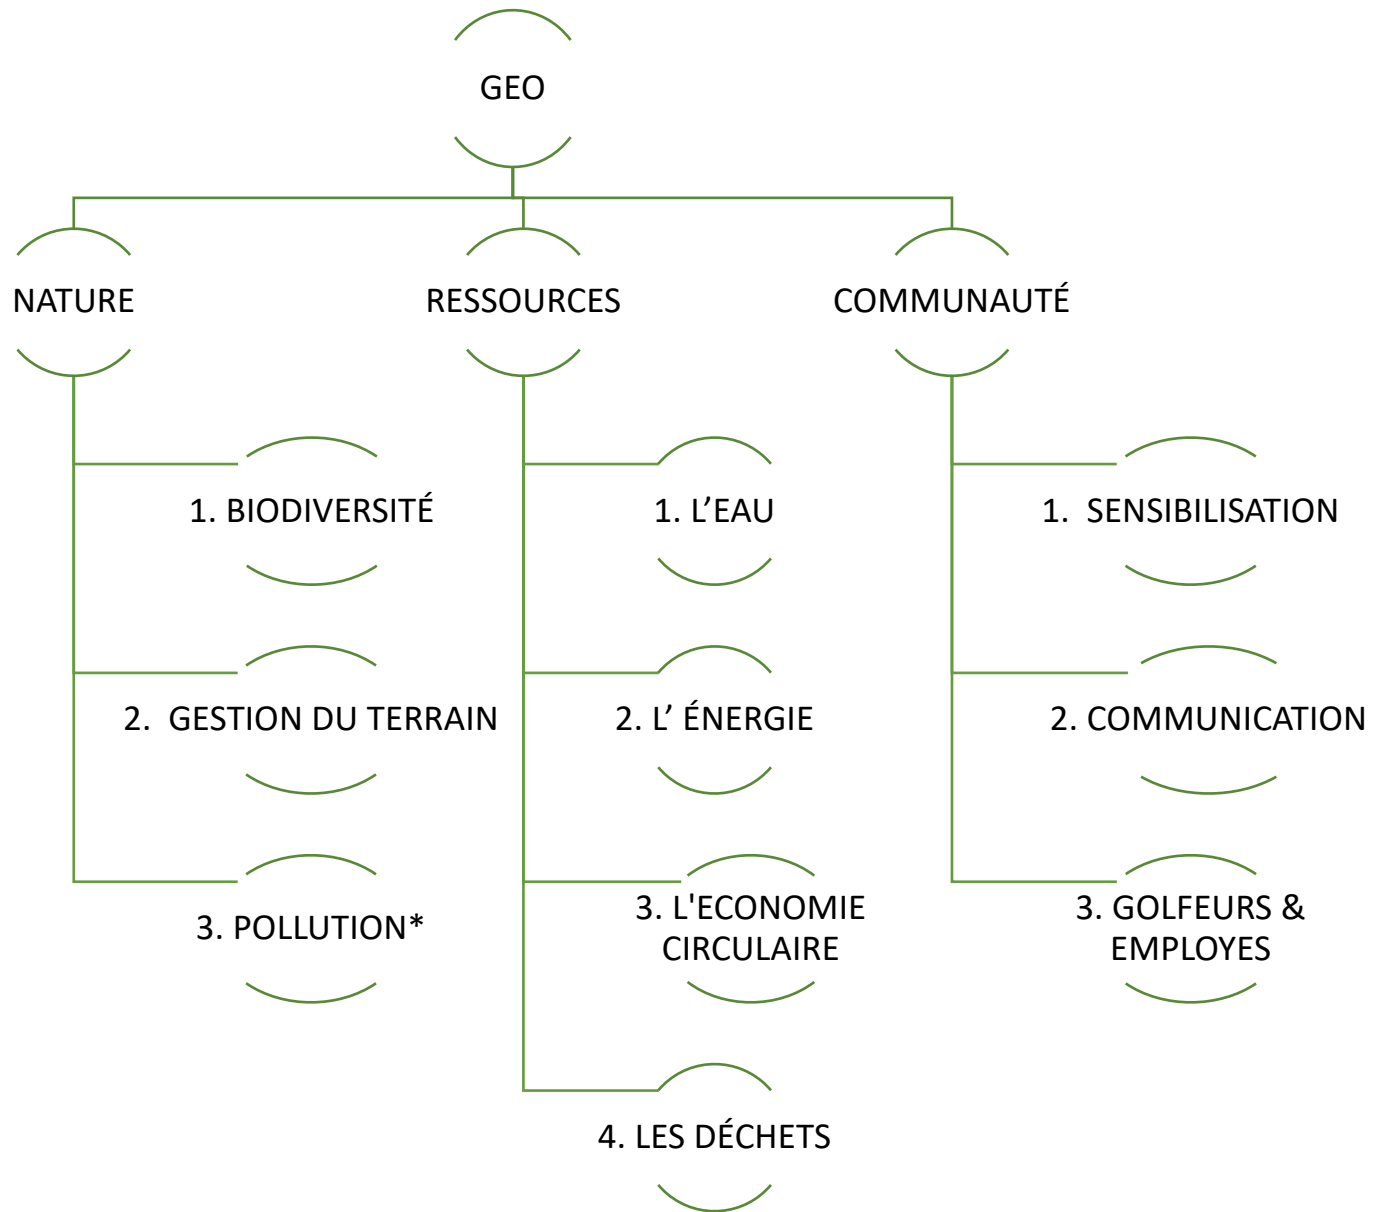 GEO
NATURE
RESSOURCES
COMMUNAUTÉ
1. BIODIVERSITÉ
2. GESTION DU TERRAIN
3. POLLUTION*
1. L’EAU
2. L’ ÉNERGIE
3. L'ECONOMIE
CIRCULAIRE
4. LES DÉCHETS
1. SENSIBILISATION
2. COMMUNICATION
3. GOLFEURS &
EMPLOYES